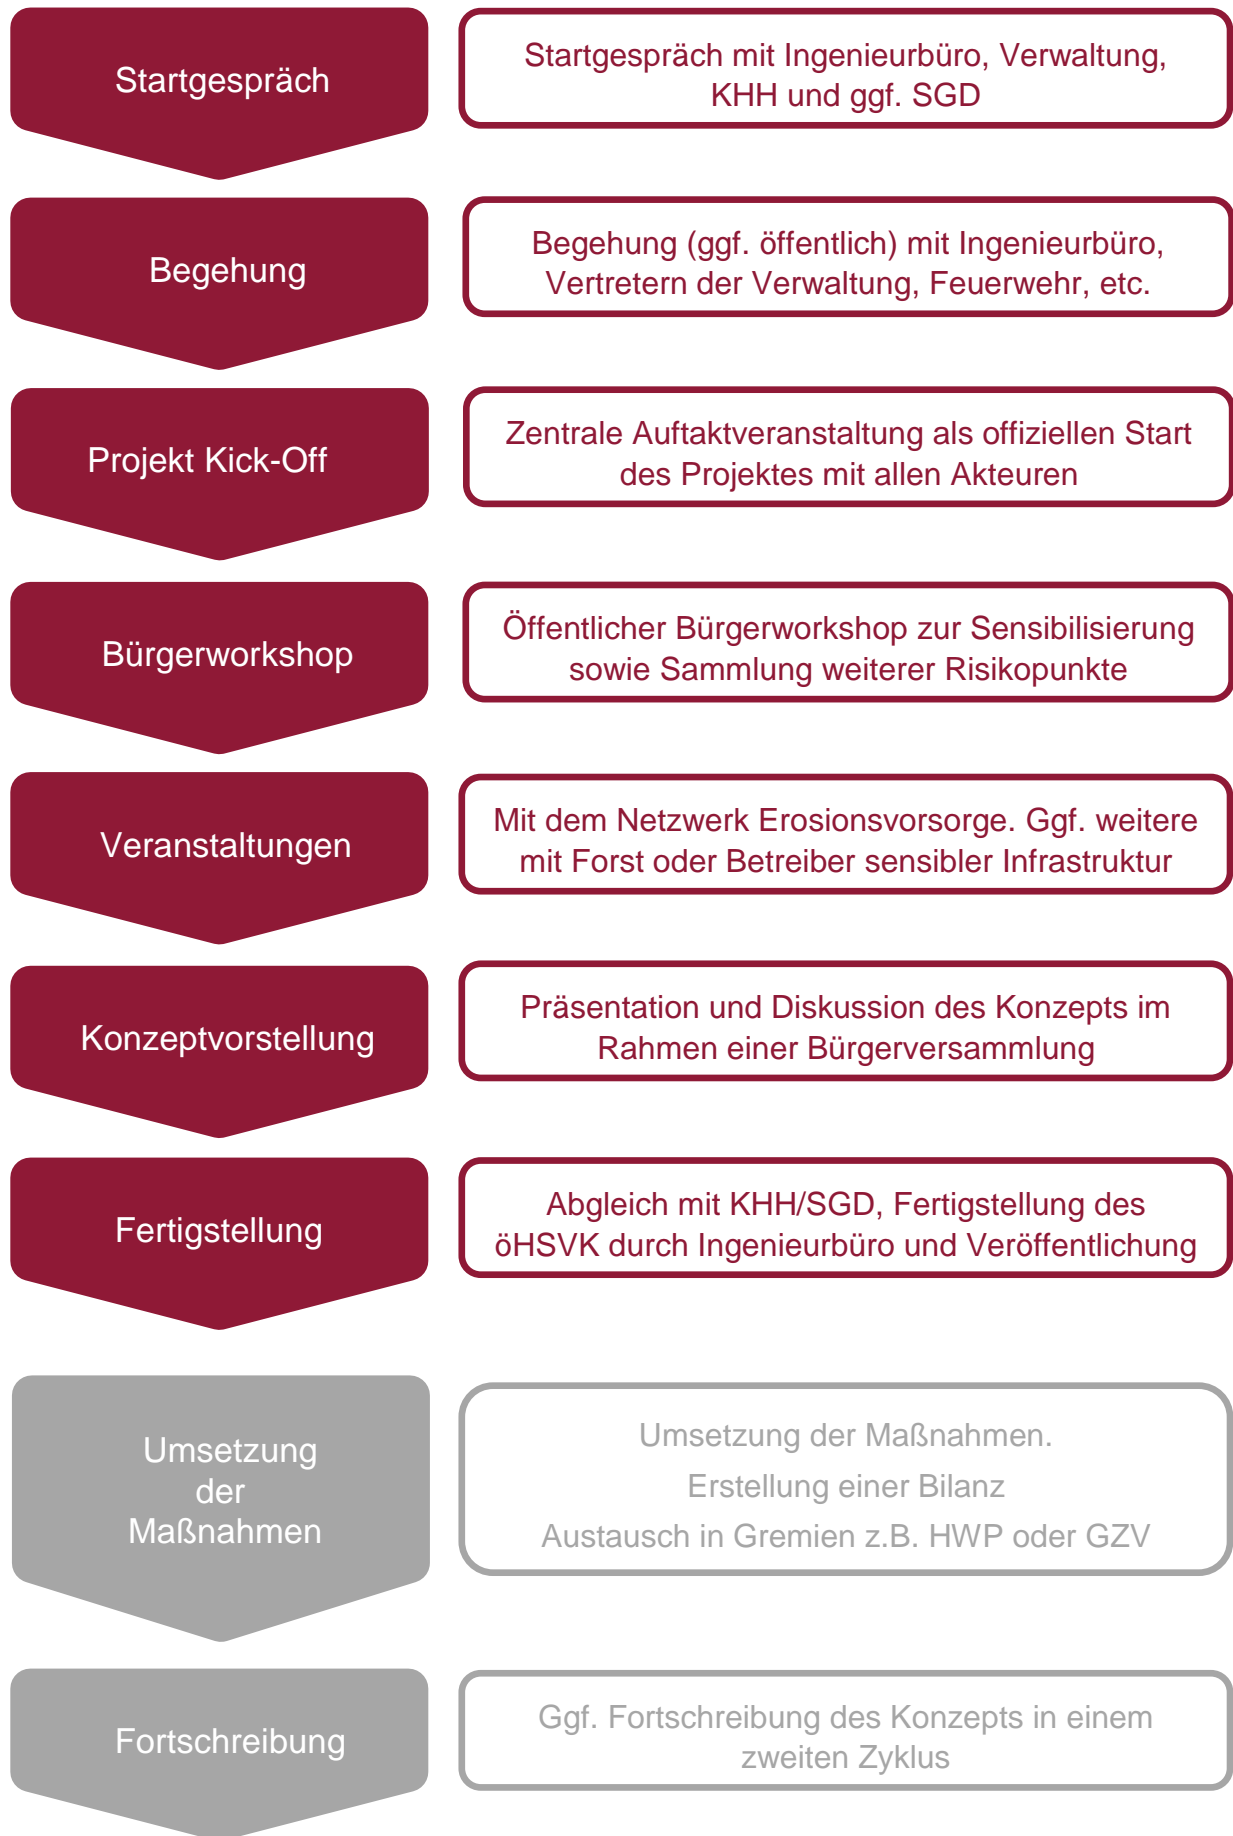 Startgespräch
Startgespräch mit Ingenieurbüro, Verwaltung,
KHH und ggf. SGD
Begehung
Begehung (ggf. öffentlich) mit Ingenieurbüro,
Vertretern der Verwaltung, Feuerwehr, etc.
Projekt Kick-Off
Zentrale Auftaktveranstaltung als offiziellen Start
des Projektes mit allen Akteuren
Bürgerworkshop
Öffentlicher Bürgerworkshop zur Sensibilisierung
sowie Sammlung weiterer Risikopunkte
Veranstaltungen
Mit dem Netzwerk Erosionsvorsorge. Ggf. weitere
mit Forst oder Betreiber sensibler Infrastruktur
Konzeptvorstellung
Präsentation und Diskussion des Konzepts im
Rahmen einer Bürgerversammlung
Fertigstellung
Abgleich mit KHH/SGD, Fertigstellung des
öHSVK durch Ingenieurbüro und Veröffentlichung
Umsetzung
der
Maßnahmen
Umsetzung der Maßnahmen.
Erstellung einer Bilanz
Austausch in Gremien z.B. HWP oder GZV
Fortschreibung
Ggf. Fortschreibung des Konzepts in einem
zweiten Zyklus